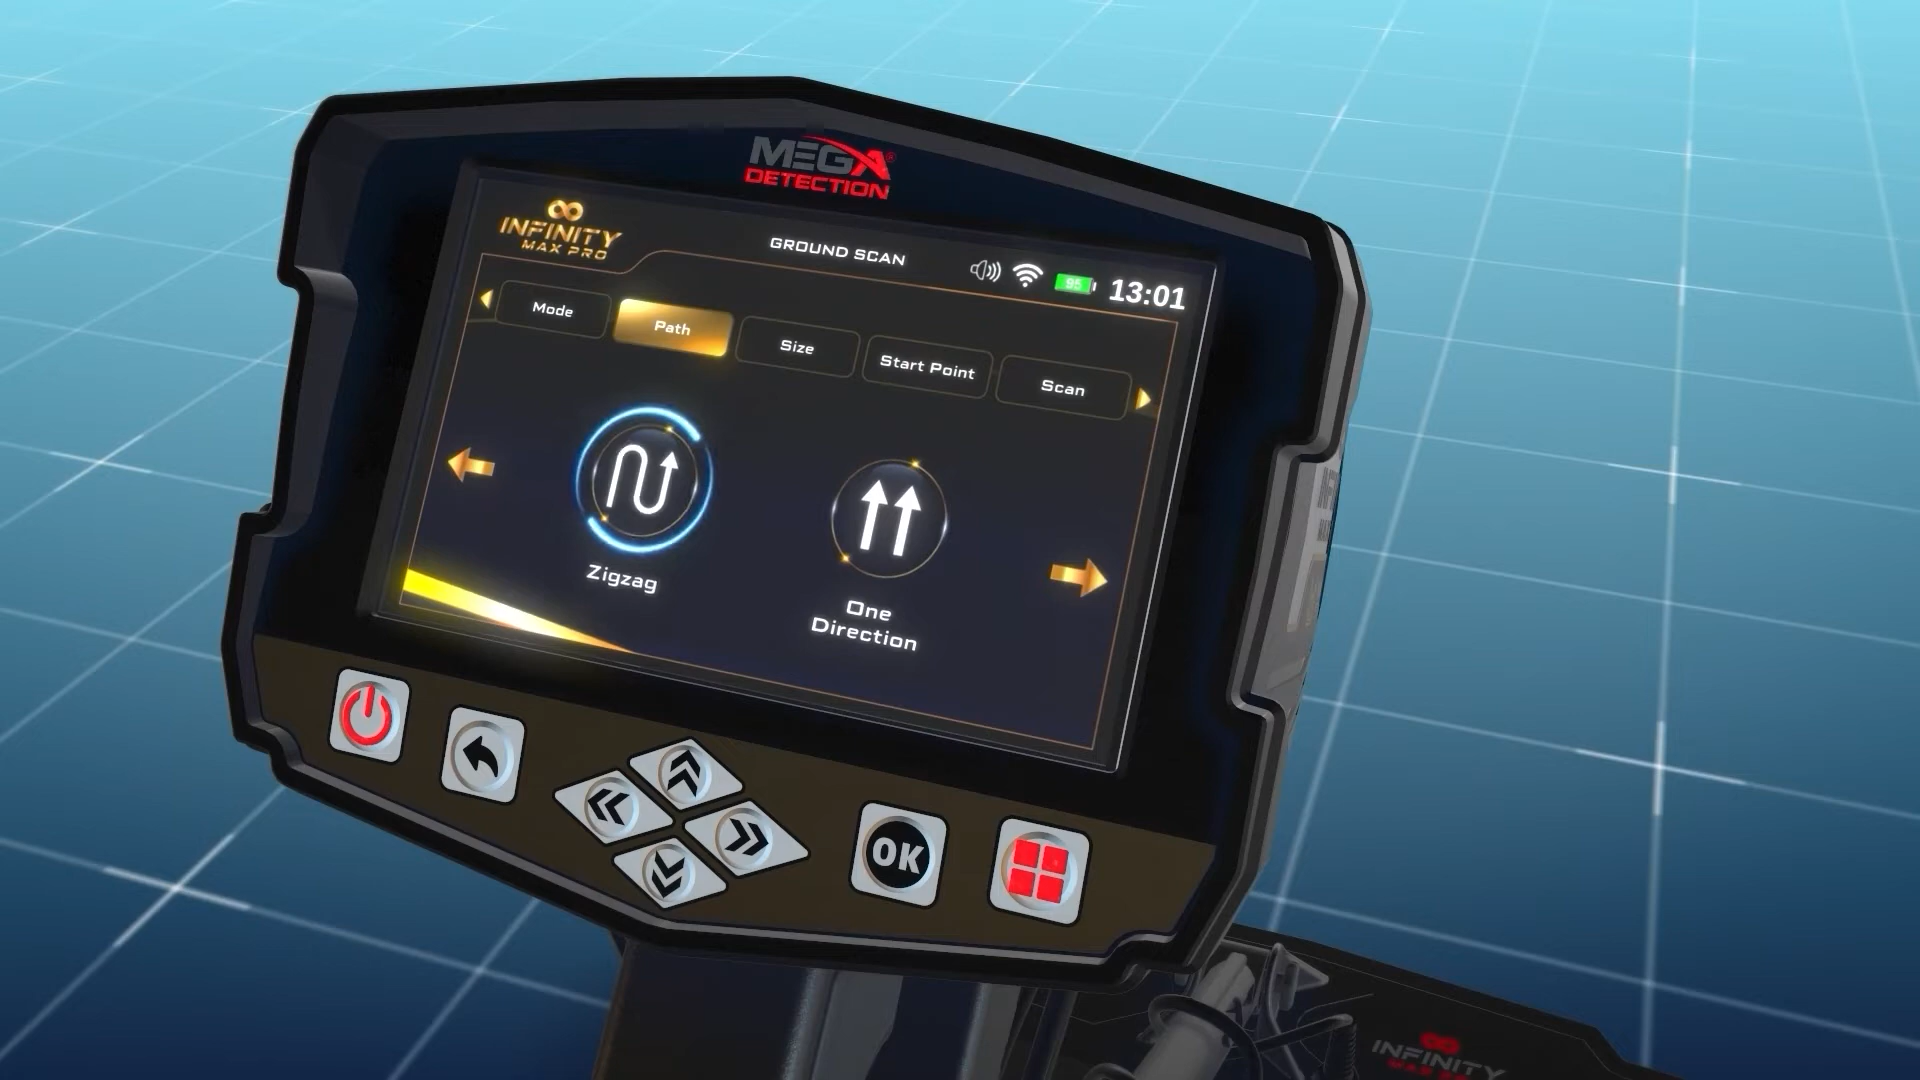 MEGA®
DETECTION
INFINITY
MAX PRO
GROUND SCAN
95
13:01
Mode
Path
Size
Start Point
Scan
Zigzag
One
Direction
OK
INFINITY